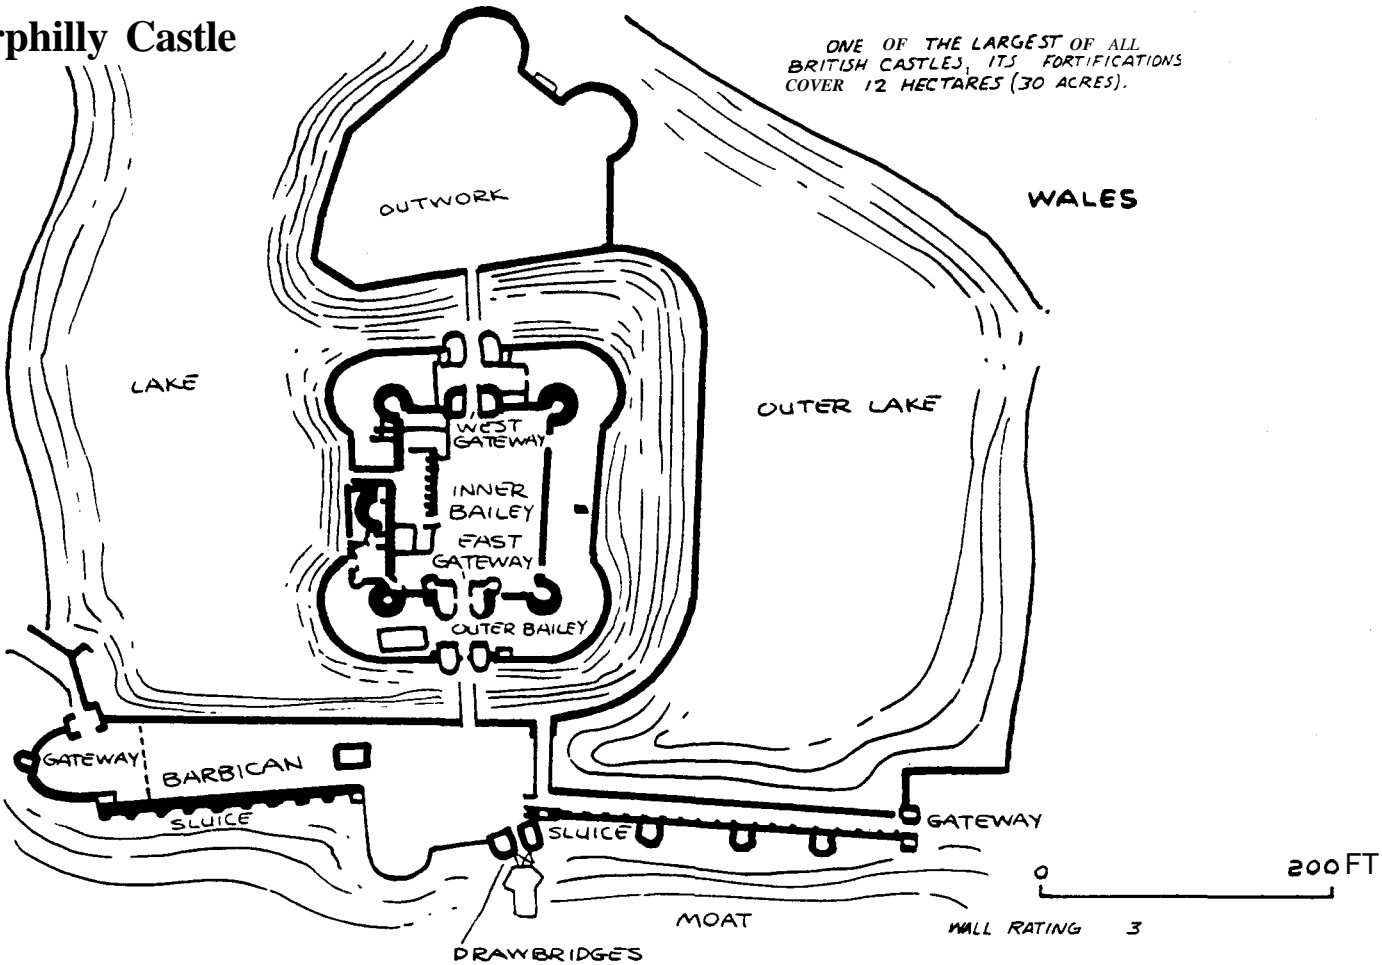 rphilly Castle
ONE OF THE LARGEST OF ALL
BRITISH CASTLES, ITS FORTIFICATIONS
COVER 12 HECTARES (30 ACRES).
WALES
OUTWORK
LAKE
OUTER LAKE
WEST
GATEWAY
INNER
BAILEY
EAST
GATEWAY
OUTER BAILEY
GATEWAY
BARBICAN
SLUICE
SLUICE
GATEWAY
0 200 FT
MOAT
WALL RATING 3
DRAWBRIDGES